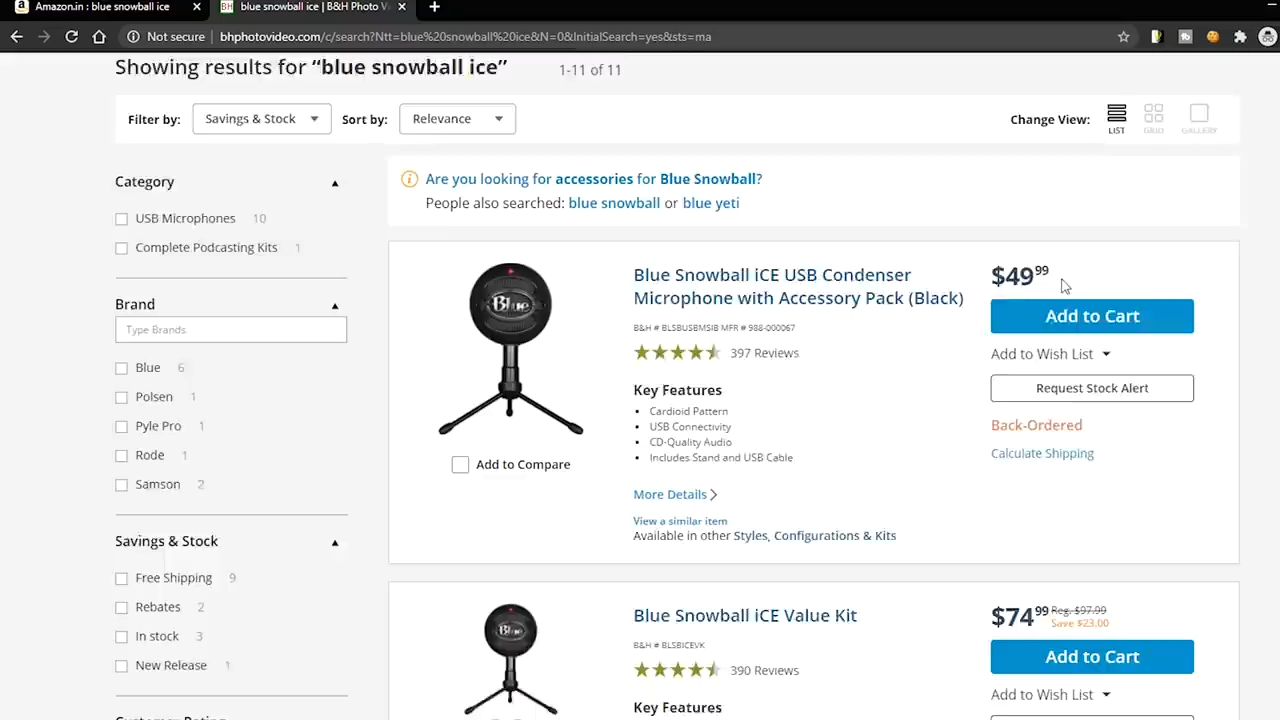 Amazon.in : blue snowball ice
BH blue snowball ice | B&H Photo V
Not secure bhphotovideo.com/c/search?Ntt=blue%20snowball%20ice&N=0&InitialSearch=yes&sts=ma
Showing results for “blue snowball ice” 1-11 of 11
Filter by: Savings & Stock Sort by: Relevance Change View: LIST GRID GALLERY
Category
USB Microphones 10
Complete Podcasting Kits 1
Brand
Type Brands
Blue 6
Polsen 1
Pyle Pro 1
Rode 1
Samson 2
Savings & Stock
Free Shipping 9
Rebates 2
In stock 3
New Release 1
Are you looking for accessories for Blue Snowball?
People also searched: blue snowball or blue yeti
Blue
Add to Compare
Blue Snowball iCE USB Condenser
Microphone with Accessory Pack (Black)
B&H # BLSBUSBMSIB MFR # 988-000067
397 Reviews
Key Features
Cardioid Pattern
USB Connectivity
CD-Quality Audio
Includes Stand and USB Cable
More Details
View a similar item
Available in other Styles, Configurations & Kits
$49 99
Add to Cart
Add to Wish List
Request Stock Alert
Back-Ordered
Calculate Shipping
Blue
Blue Snowball iCE Value Kit
B&H # BLSBICEVK
390 Reviews
Key Features
$74 99 Reg. $97.99
Save $23.00
Add to Cart
Add to Wish List